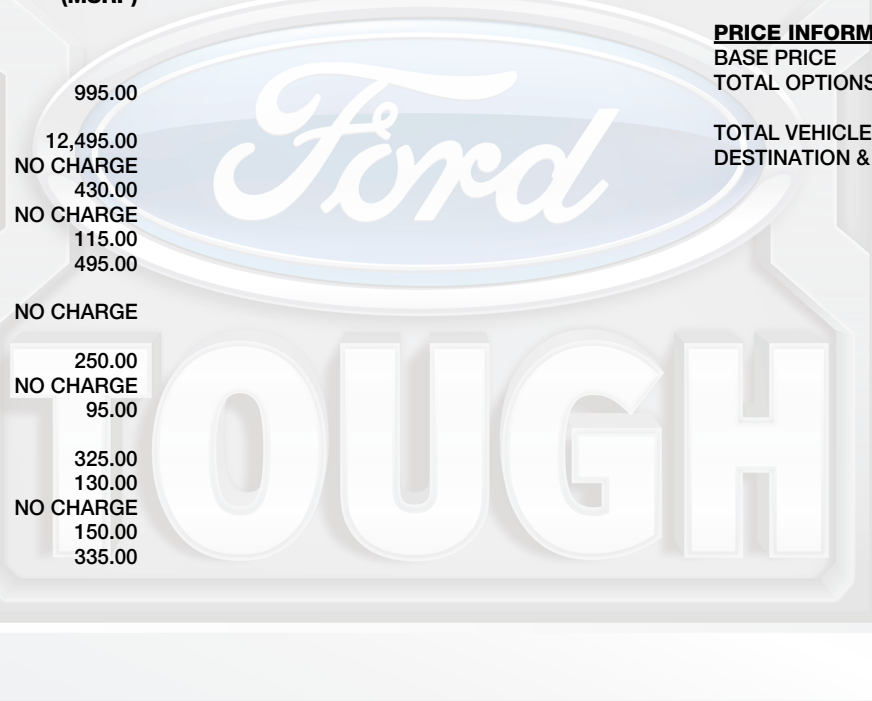 (MSRP)
995.00
12,495.00
NO CHARGE
430.00
NO CHARGE
115.00
495.00
NO CHARGE
250.00
NO CHARGE
95.00
325.00
130.00
NO CHARGE
150.00
335.00
PRICE INFORM
BASE PRICE
TOTAL OPTIONS
TOTAL VEHICLE
DESTINATION &
Ford
TOUGH